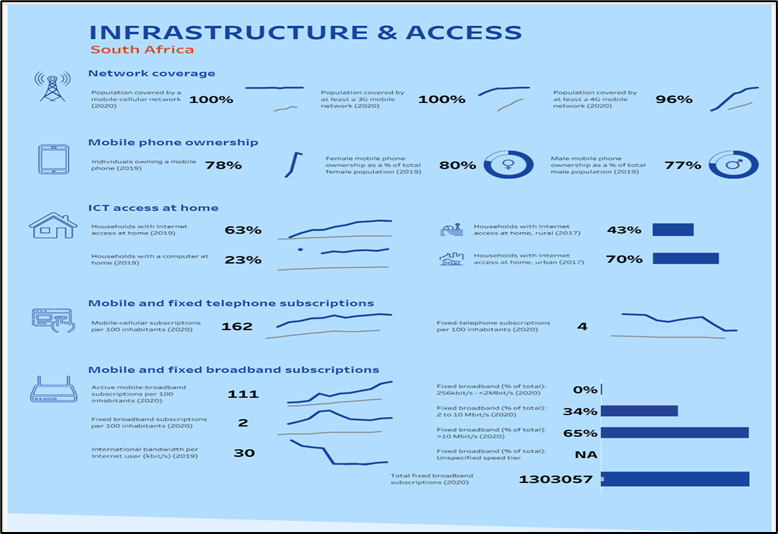 INFRASTRUCTURE & ACCESS
South Africa
Network coverage
Population covered by a
mobile-cellular network
(2020)
100%
Population covered by
at least a 3G mobile
network (2020)
100%
Population covered by
at least a 4G mobile
network (2020)
96%
Mobile phone ownership
Individuals owning a mobile
phone (2019)
78%
Female mobile phone
ownership as a % of total
female population (2019)
80%
Male mobile phone
ownership as a % of total
male population (2019)
77%
ICT access at home
Households with Internet
access at home (2019)
63%
Households with Internet
access at home, rural (2017)
43%
Households with a computer at
home (2019)
23%
Households with Internet
access at home, urban (2017)
70%
Mobile and fixed telephone subscriptions
Mobile-cellular subscriptions
per 100 inhabitants (2020)
162
Fixed-telephone subscriptions
per 100 inhabitants (2020)
4
Mobile and fixed broadband subscriptions
Active mobile-broadband
subscriptions per 100
inhabitants (2020)
111
Fixed broadband subscriptions
per 100 inhabitants (2020)
2
International bandwidth per
Internet user (kbit/s) (2019)
30
Fixed broadband (% of total):
256kbit/s - <2Mbit/s (2020)
0%
Fixed broadband (% of total):
2 to 10 Mbit/s (2020)
34%
Fixed broadband (% of total):
>10 Mbit/s (2020)
65%
Fixed broadband (% of total):
Unspecified speed tier
NA
Total fixed broadband
subscriptions (2020)
1303057